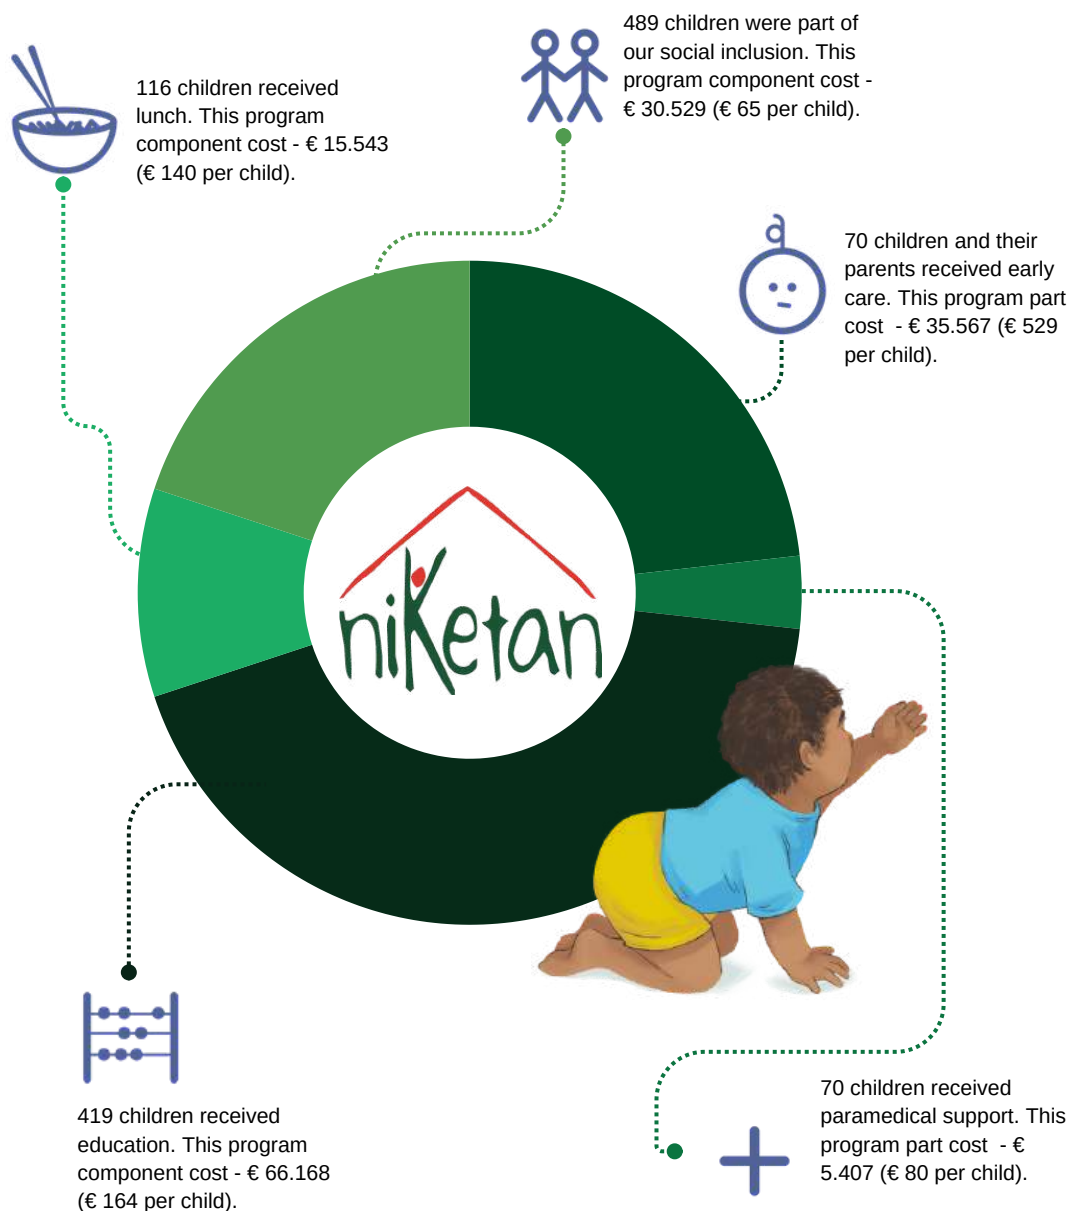 489 children were part of
our social inclusion. This
program component cost -
€ 30.529 (€ 65 per child).
116 children received
lunch. This program
component cost - € 15.543
(€ 140 per child).
70 children and their
parents received early
care. This program part
cost  - € 35.567 (€ 529
per child).
niketan
419 children received
education. This program
component cost - € 66.168
(€ 164 per child).
70 children received
paramedical support. This
program part cost  - €
5.407 (€ 80 per child).